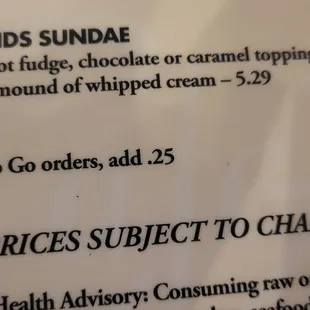 IDS SUNDAE
ot fudge, chocolate or caramel topping
mound of whipped cream – 5.29
o Go orders, add .25
RICES SUBJECT TO CHA
Health Advisory: Consuming raw o
seafood